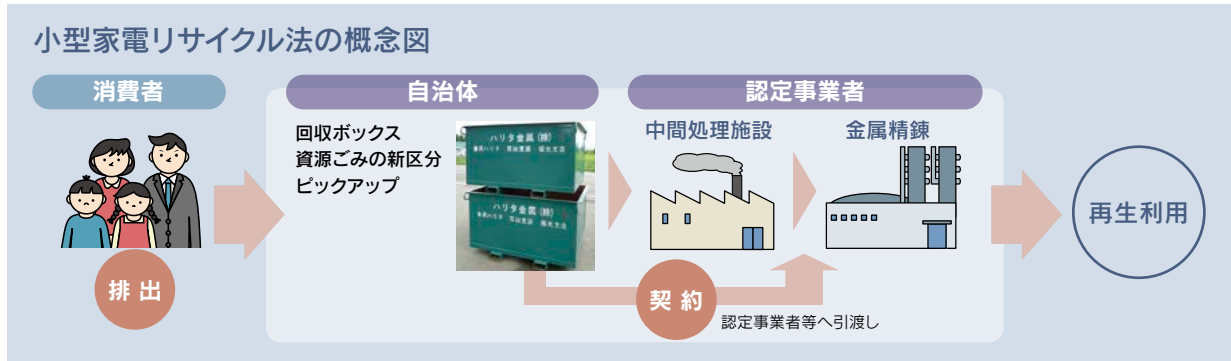 小型家電リサイクル法の概念図
消費者
自治体
認定事業者
回収ボックス
資源ごみの新区分
ピックアップ
ハリタ金属(株)
ハリタ金属(株)
中間処理施設
金属精錬
再生利用
排出
契約
認定事業者等へ引渡し